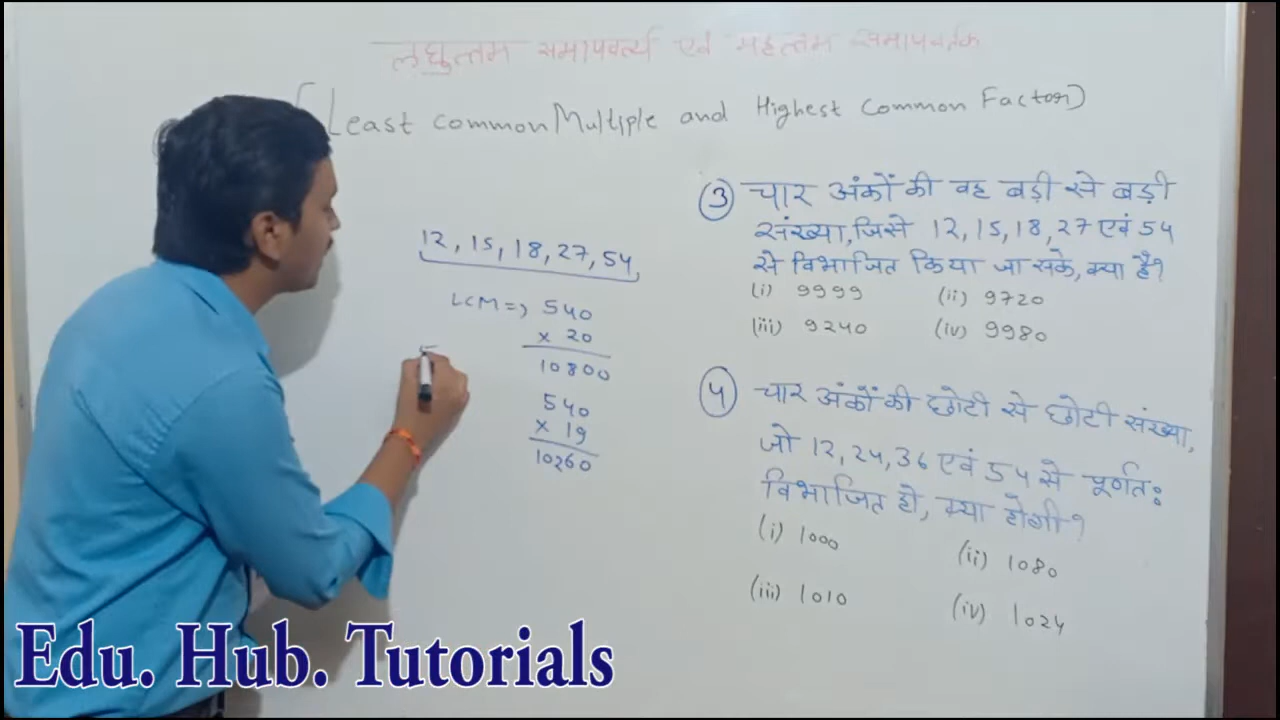 लघुत्तम समापवर्त्य एवं महत्तम समापवर्तक
(Least common Multiple and Highest Common Factor)
12, 15, 18, 27, 54
LCM => 540
x 20
10800
540
x 19
10260
(3) चार अंकों की वह बड़ी से बड़ी
संख्या, जिसे 12, 15, 18, 27 एवं 54
से विभाजित किया जा सके, क्या है?
(i) 9999 (ii) 9720
(iii) 9240 (iv) 9980
(4) चार अंकों की छोटी से छोटी संख्या,
जो 12, 24, 36 एवं 54 से पूर्णतः
विभाजित हो, क्या होगी?
(i) 1000 (ii) 1080
(iii) 1010 (iv) 1024
Edu. Hub. Tutorials